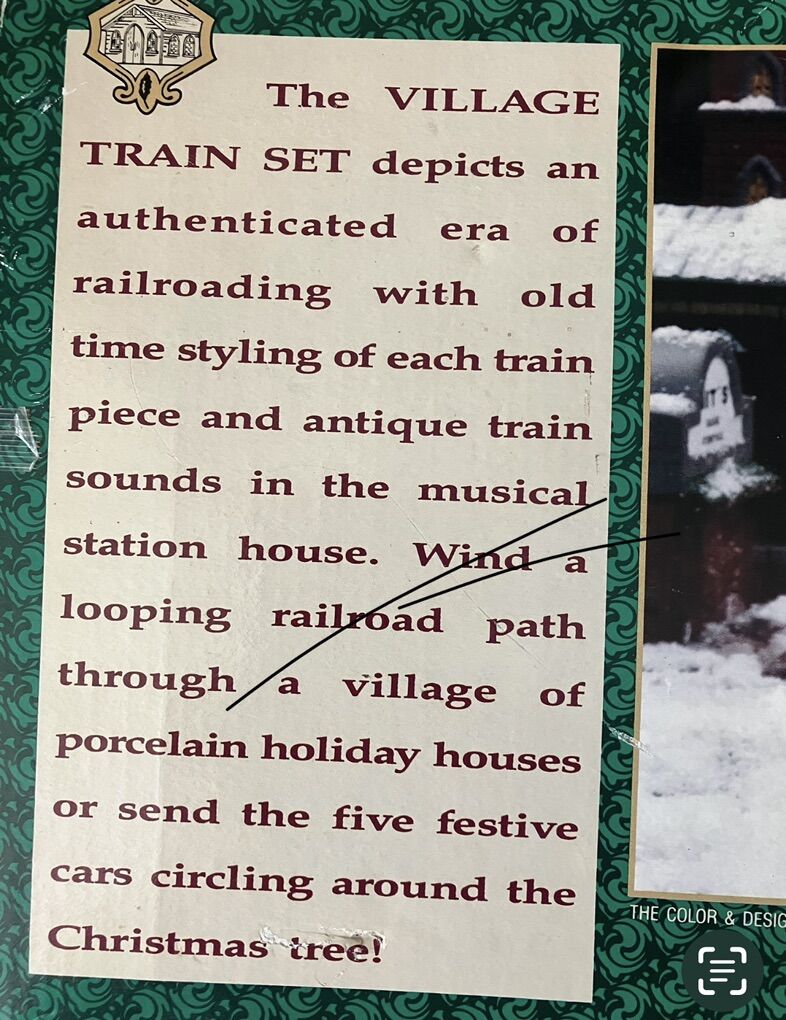 The VILLAGE
TRAIN SET depicts an
authenticated era of
railroading with old
time styling of each train
piece and antique train
sounds in the musical
station house. Wind a
looping railroad path
through a village of
porcelain holiday houses
or send the five festive
cars circling around the
Christmas tree!
IT'S
THE COLOR & DESIG